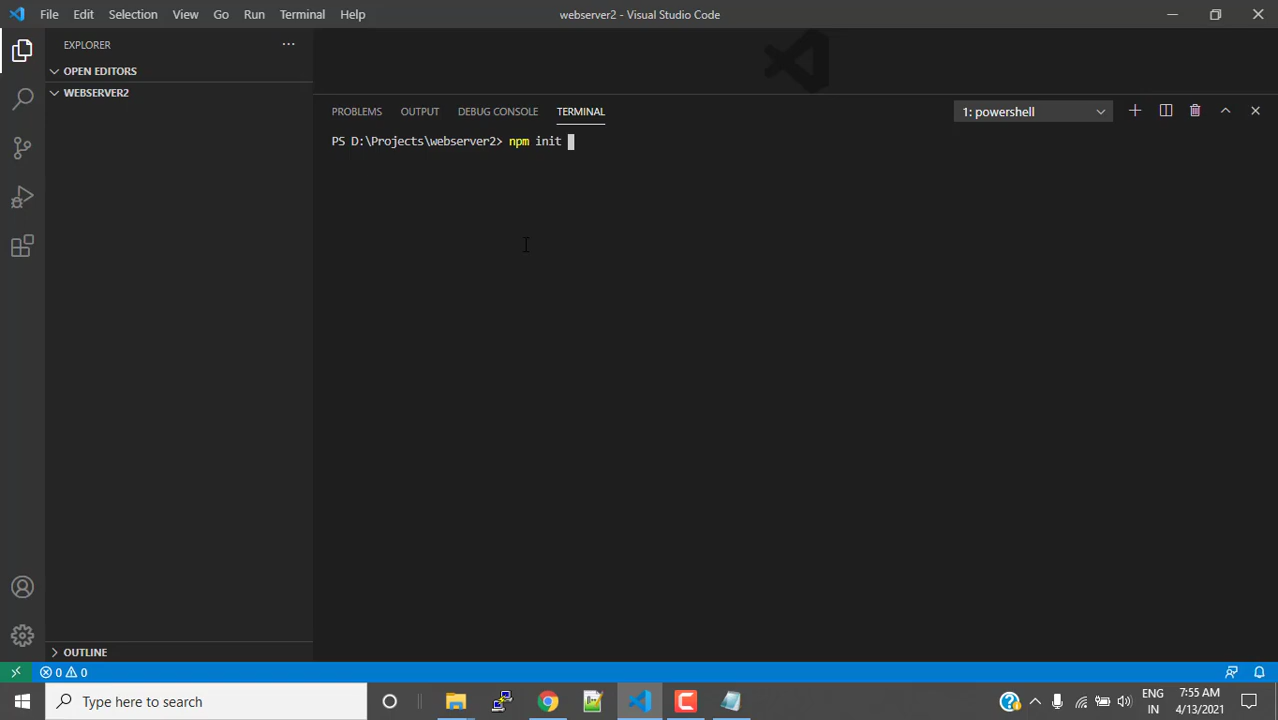 File Edit Selection View Go Run Terminal Help
webserver2 - Visual Studio Code
EXPLORER
OPEN EDITORS
WEBSERVER2
PROBLEMS OUTPUT DEBUG CONSOLE TERMINAL
1: powershell
PS D:\Projects\webserver2> npm init
OUTLINE
0 0
Type here to search
ENG
IN
7:55 AM
4/13/2021